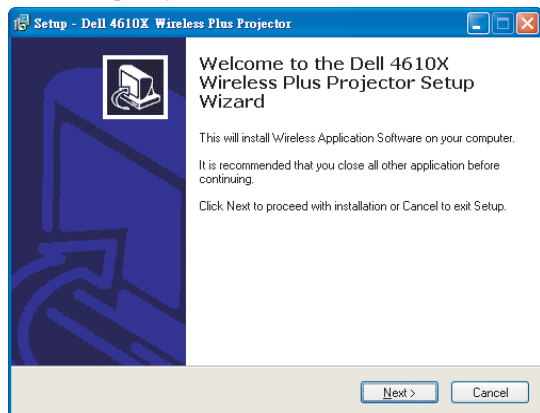 Setup - Dell 4610X Wireless Plus Projector
Welcome to the Dell 4610X
Wireless Plus Projector Setup
Wizard
This will install Wireless Application Software on your computer.
It is recommended that you close all other application before
continuing.
Click Next to proceed with installation or Cancel to exit Setup.
Next >
Cancel